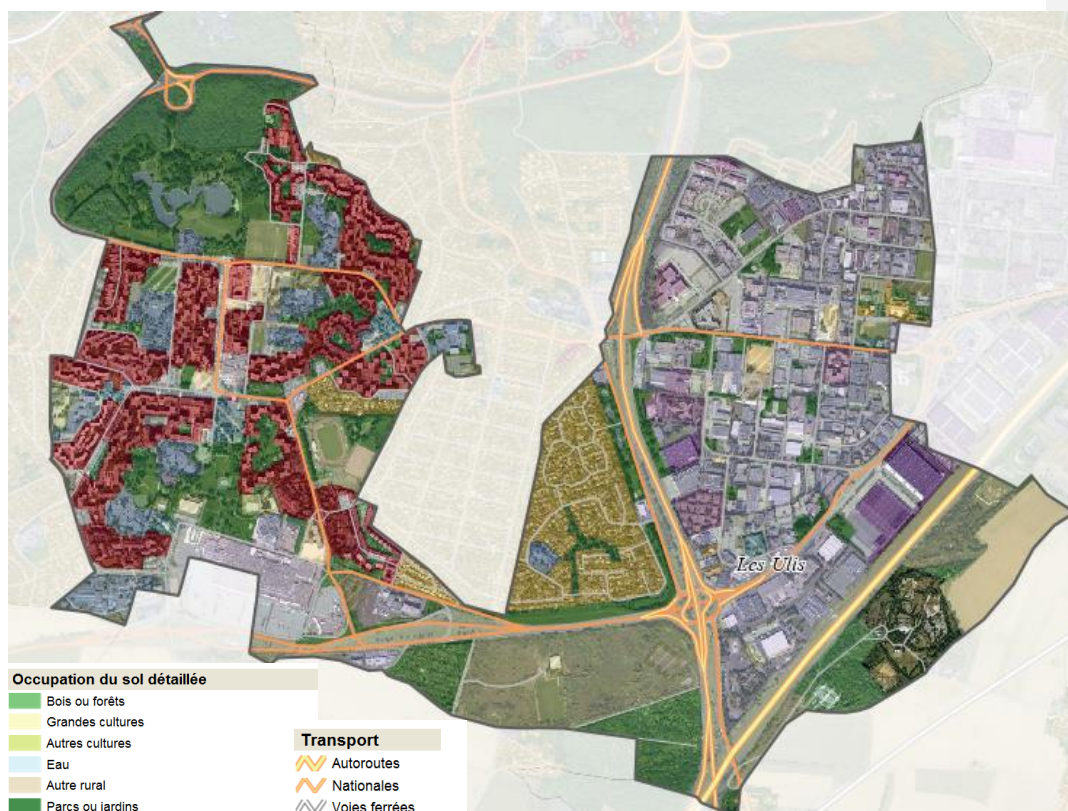 Les Ulis
Occupation du sol détaillée
Bois ou forêts
Grandes cultures
Autres cultures
Eau
Autre rural
Parcs ou jardins
Transport
Autoroutes
Nationales
Voies ferrées